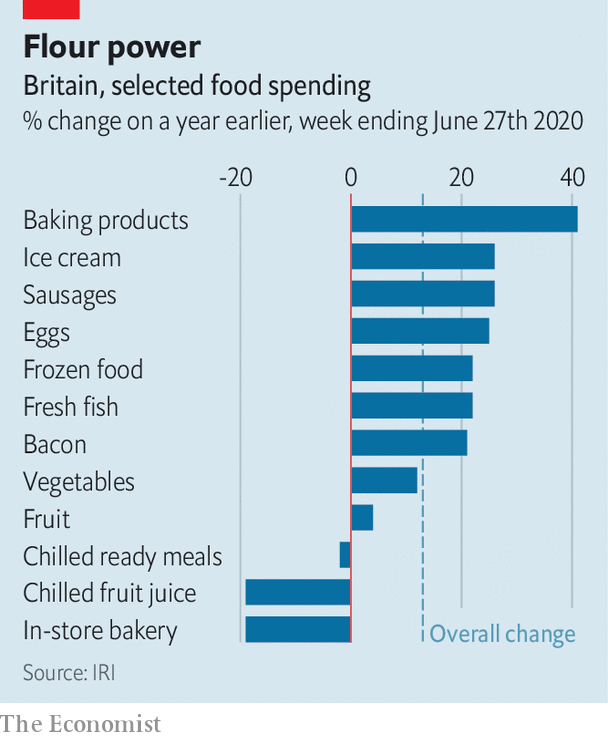 Flour power
Britain, selected food spending
% change on a year earlier, week ending June 27th 2020
-20 0 20 40
Baking products
Ice cream
Sausages
Eggs
Frozen food
Fresh fish
Bacon
Vegetables
Fruit
Chilled ready meals
Chilled fruit juice
In-store bakery
Overall change
Source: IRI
The Economist